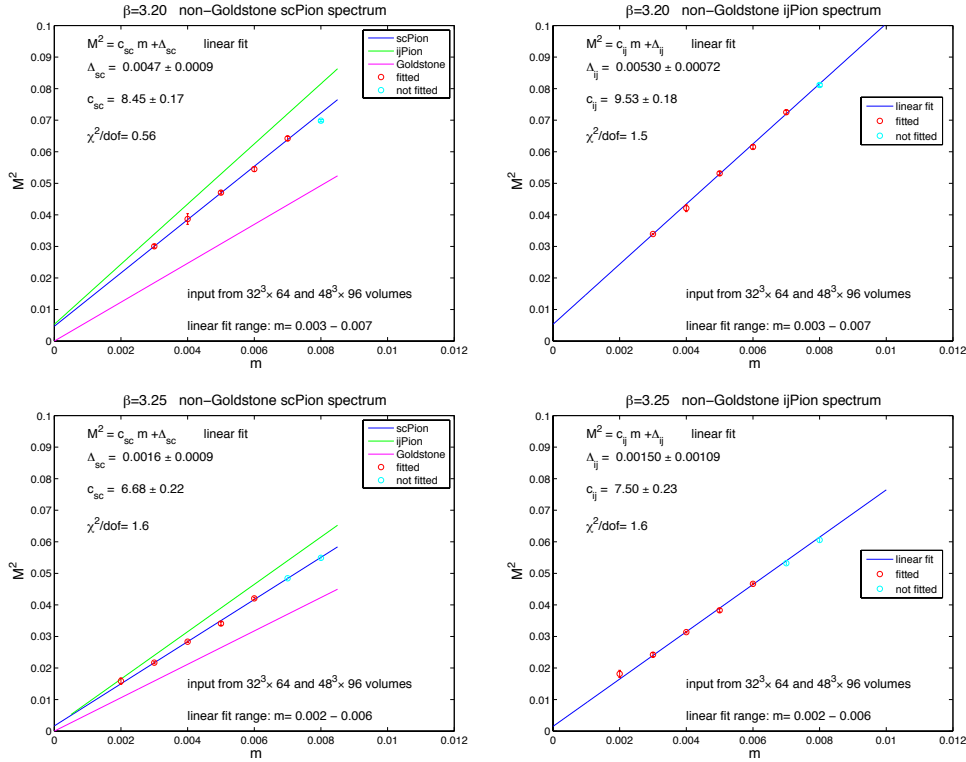 β=3.20 non−Goldstone scPion spectrum
M² = c_sc m +Δ_sc linear fit
Δ_sc = 0.0047 ± 0.0009
c_sc = 8.45 ± 0.17
χ²/dof= 0.56
scPion
ijPion
Goldstone
fitted
not fitted
input from 32³× 64 and 48³× 96 volumes
linear fit range: m= 0.003 − 0.007
M²
0.1
0.09
0.08
0.07
0.06
0.05
0.04
0.03
0.02
0.01
0
0 0.002 0.004 0.006 0.008 0.01 0.012
m
β=3.20 non−Goldstone ijPion spectrum
M² = c_ij m +Δ_ij linear fit
Δ_ij = 0.00530 ± 0.00072
c_ij = 9.53 ± 0.18
χ²/dof= 1.5
linear fit
fitted
not fitted
input from 32³× 64 and 48³× 96 volumes
linear fit range: m= 0.003 − 0.007
M²
0.1
0.09
0.08
0.07
0.06
0.05
0.04
0.03
0.02
0.01
0
0 0.002 0.004 0.006 0.008 0.01 0.012
m
β=3.25 non−Goldstone scPion spectrum
M² = c_sc m +Δ_sc linear fit
Δ_sc = 0.0016 ± 0.0009
c_sc = 6.68 ± 0.22
χ²/dof= 1.6
scPion
ijPion
Goldstone
fitted
not fitted
input from 32³× 64 and 48³× 96 volumes
linear fit range: m= 0.002 − 0.006
M²
0.1
0.09
0.08
0.07
0.06
0.05
0.04
0.03
0.02
0.01
0
0 0.002 0.004 0.006 0.008 0.01 0.012
m
β=3.25 non−Goldstone ijPion spectrum
M² = c_ij m +Δ_ij linear fit
Δ_ij = 0.00150 ± 0.00109
c_ij = 7.50 ± 0.23
χ²/dof= 1.6
linear fit
fitted
not fitted
input from 32³× 64 and 48³× 96 volumes
linear fit range: m= 0.002 − 0.006
M²
0.1
0.09
0.08
0.07
0.06
0.05
0.04
0.03
0.02
0.01
0
0 0.002 0.004 0.006 0.008 0.01 0.012
m